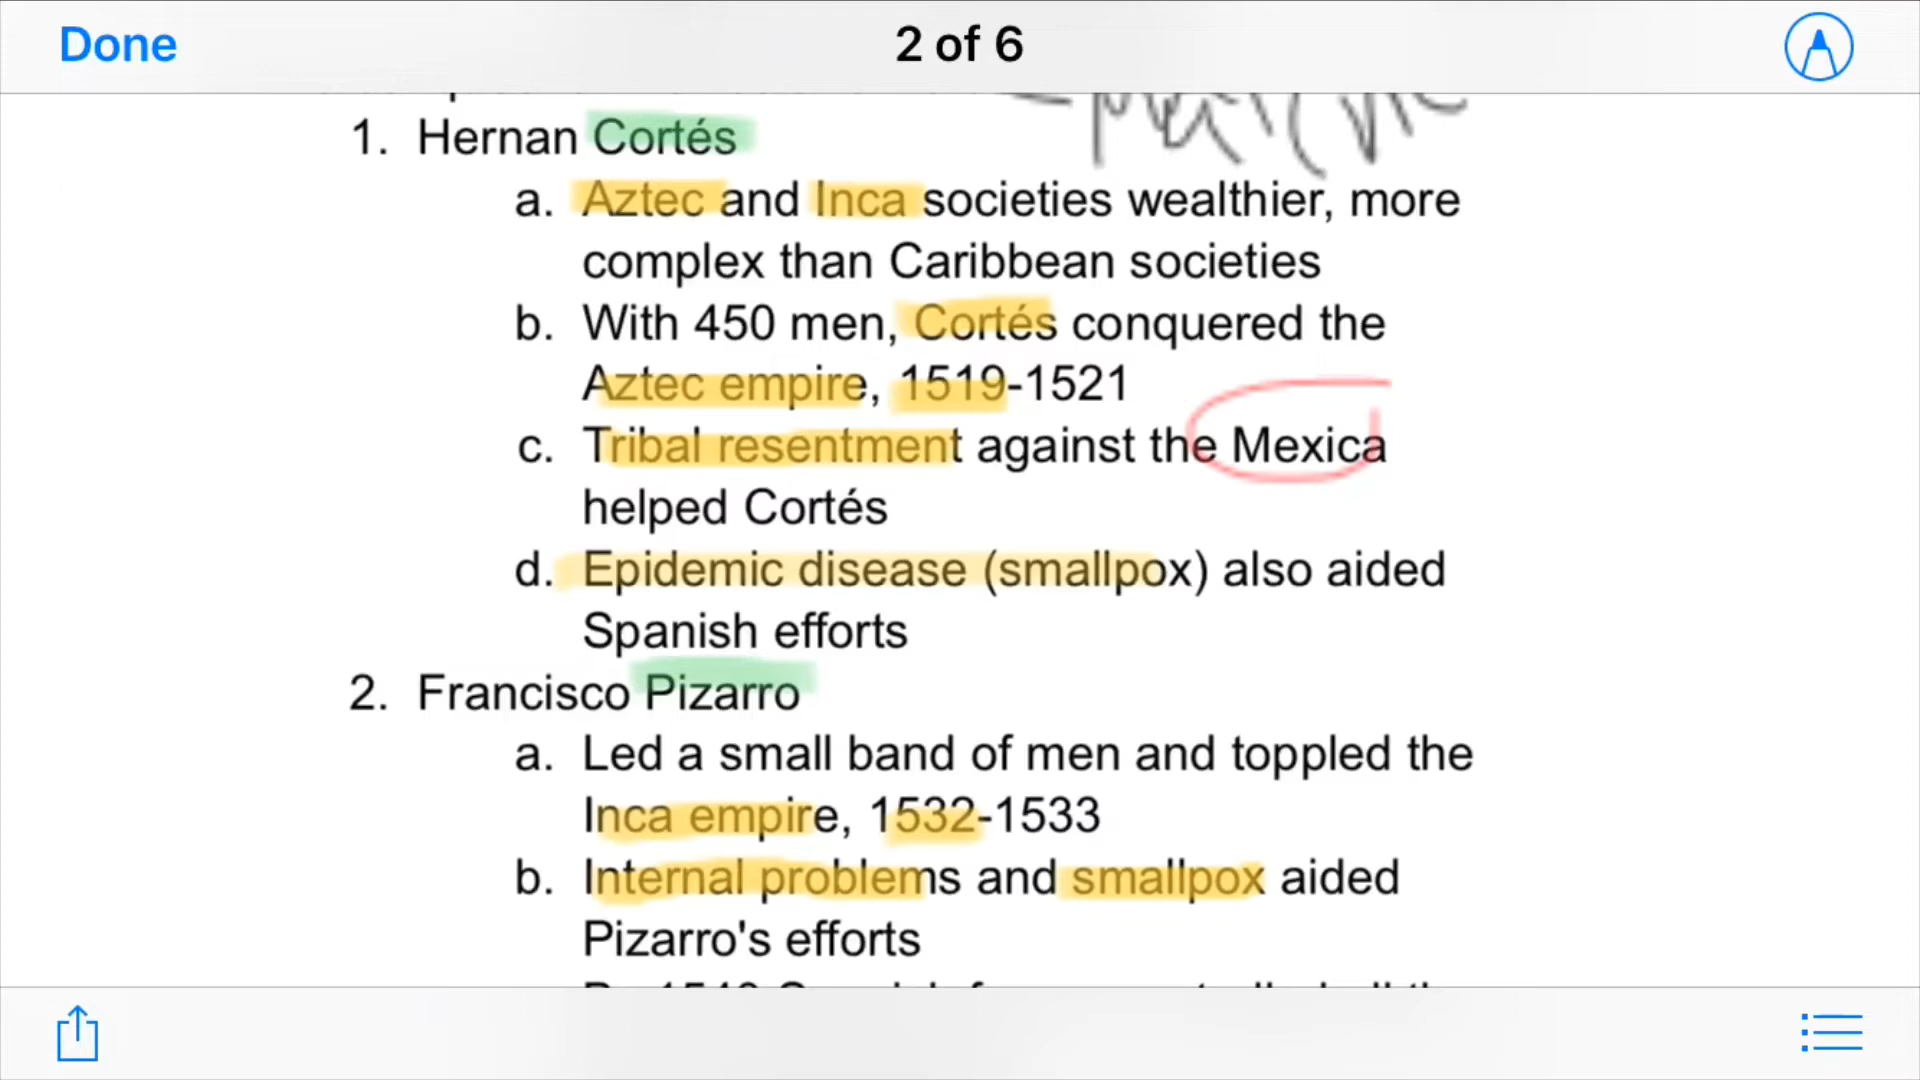 Done
2 of 6
1. Hernan Cortés
a. Aztec and Inca societies wealthier, more
complex than Caribbean societies
b. With 450 men, Cortés conquered the
Aztec empire, 1519-1521
c. Tribal resentment against the Mexica
helped Cortés
d. Epidemic disease (smallpox) also aided
Spanish efforts
2. Francisco Pizarro
a. Led a small band of men and toppled the
Inca empire, 1532-1533
b. Internal problems and smallpox aided
Pizarro's efforts